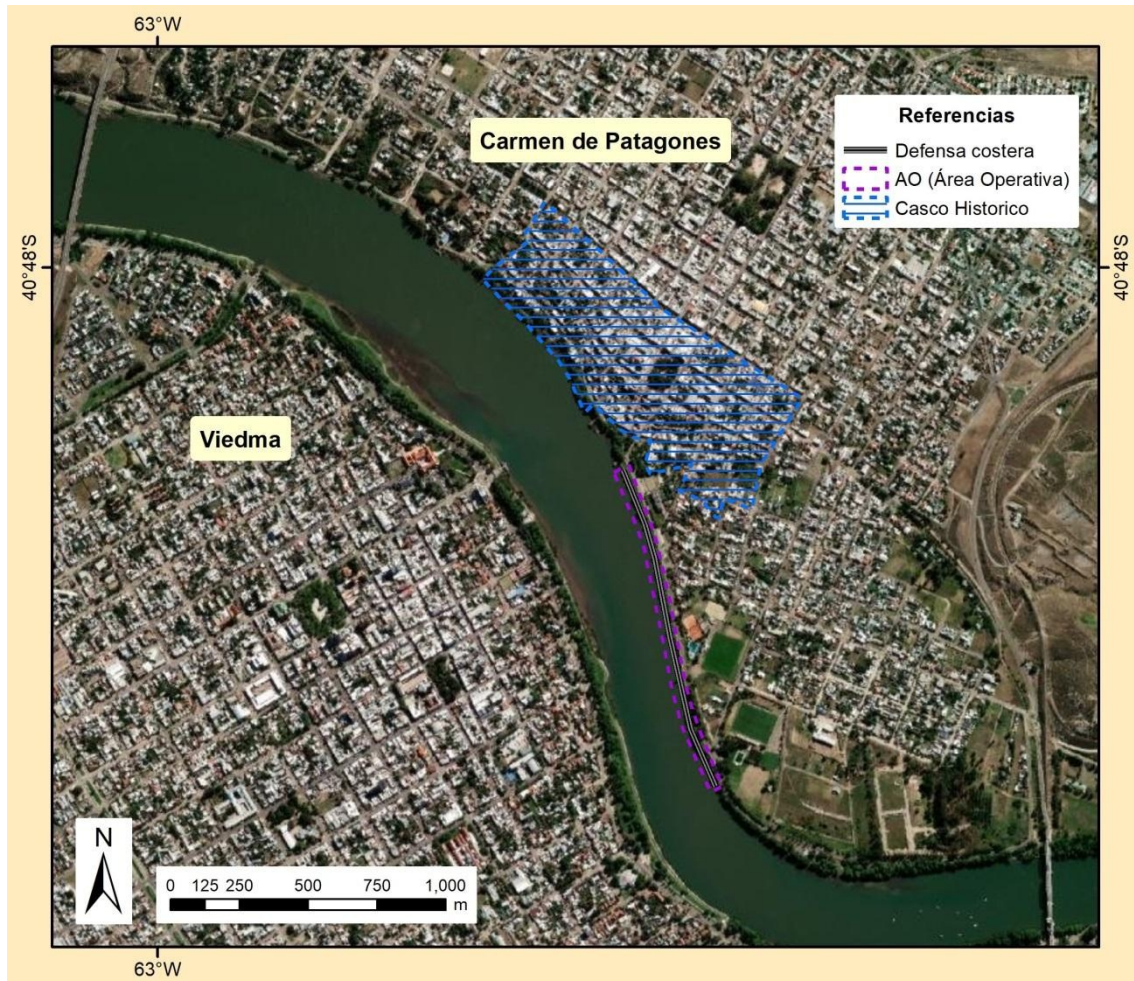 63°W
Carmen de Patagones
Referencias
Defensa costera
AO (Área Operativa)
Casco Historico
40°48'S
40°48'S
Viedma
N
0 125 250 500 750 1,000
m
63°W